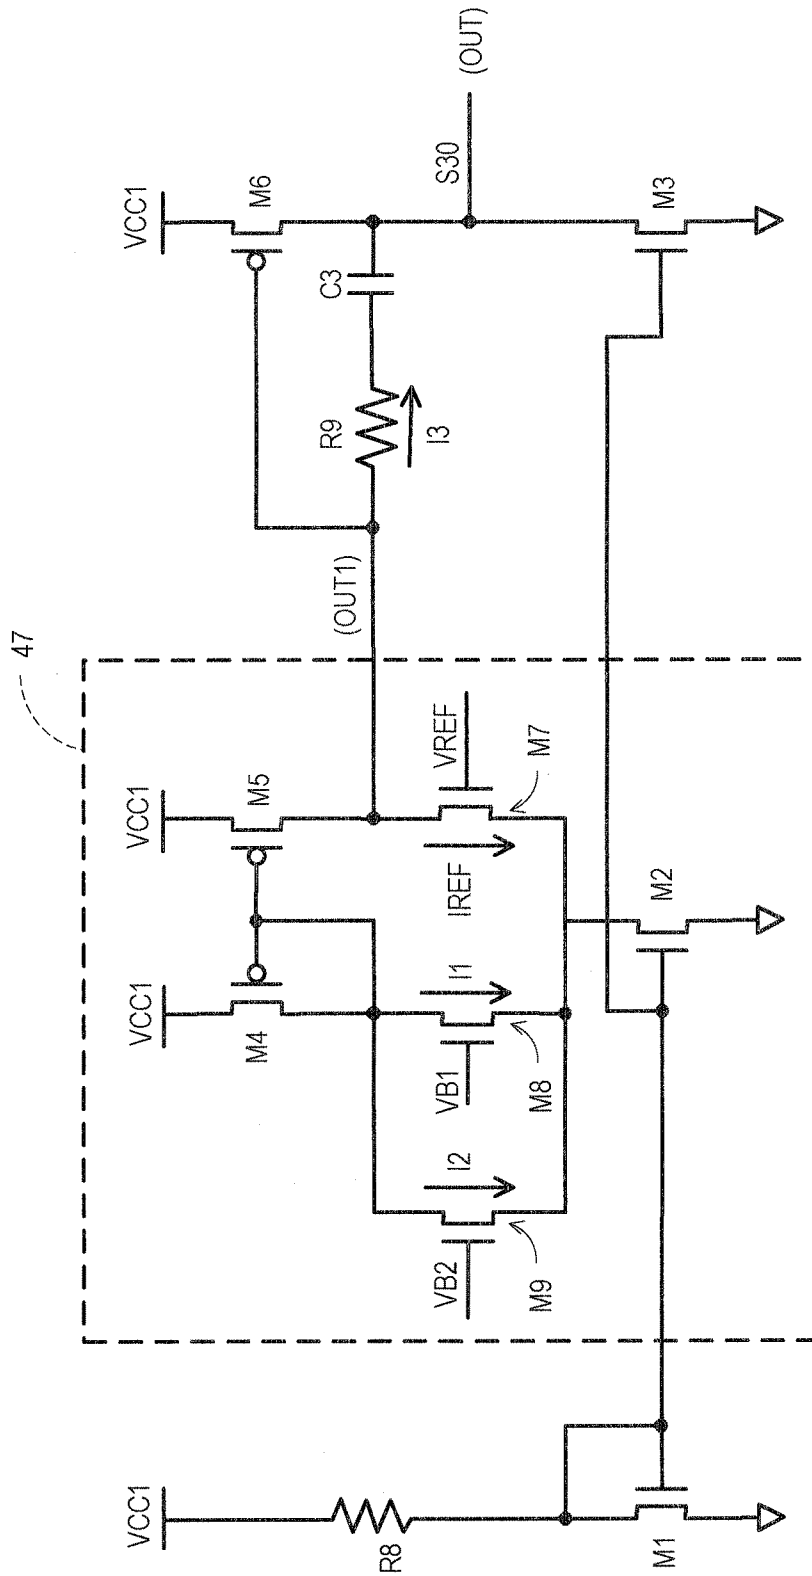 47
VCC1
R8
M1
VCC1
M4
VCC1
M5
VB2
I2
M9
VB1
I1
M8
IREF
VREF
M7
M2
(OUT1)
R9
I3
C3
VCC1
M6
S30
(OUT)
M3